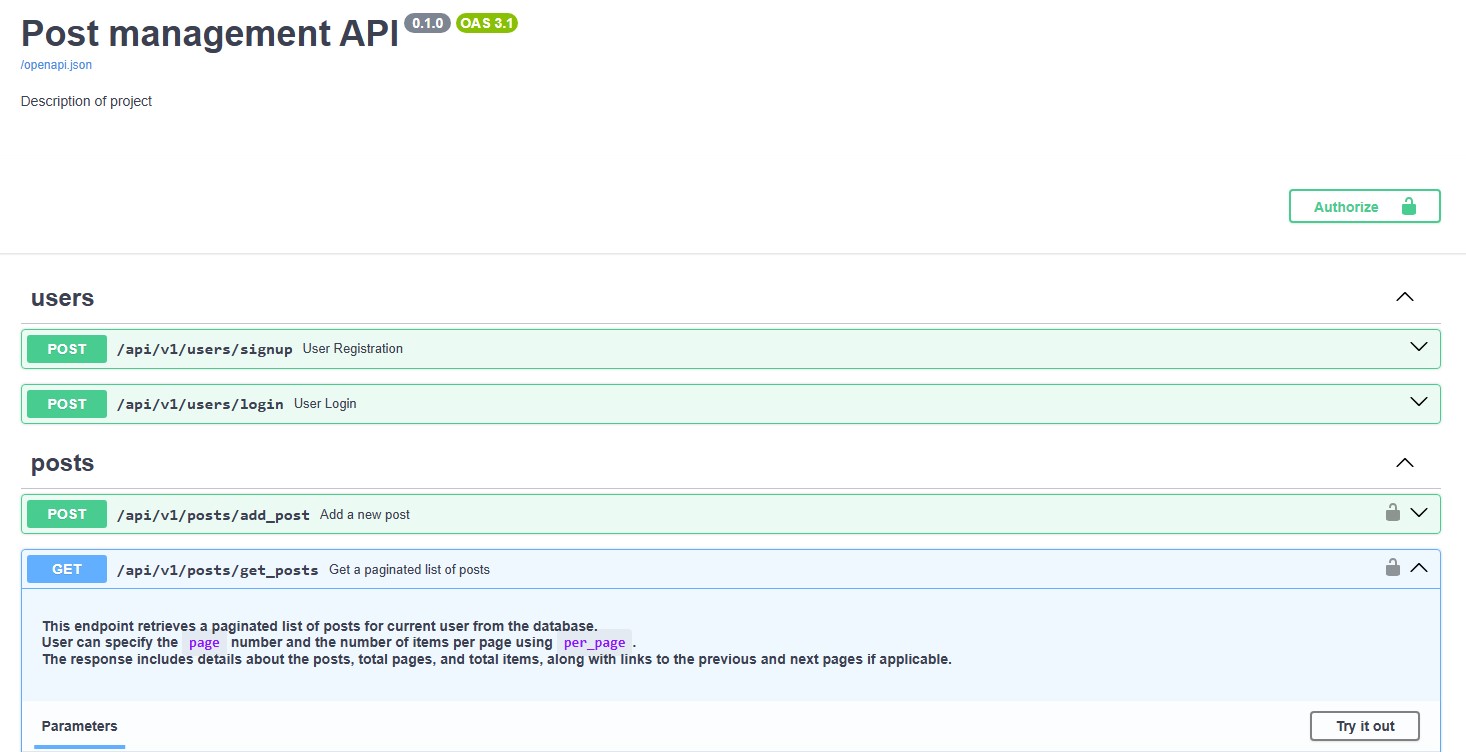 Post management API 0.1.0 OAS 3.1
/openapi.json
Description of project
Authorize
users
POST /api/v1/users/signup User Registration
POST /api/v1/users/login User Login
posts
POST /api/v1/posts/add_post Add a new post
GET /api/v1/posts/get_posts Get a paginated list of posts
This endpoint retrieves a paginated list of posts for current user from the database.
User can specify the page number and the number of items per page using per_page.
The response includes details about the posts, total pages, and total items, along with links to the previous and next pages if applicable.
Parameters Try it out